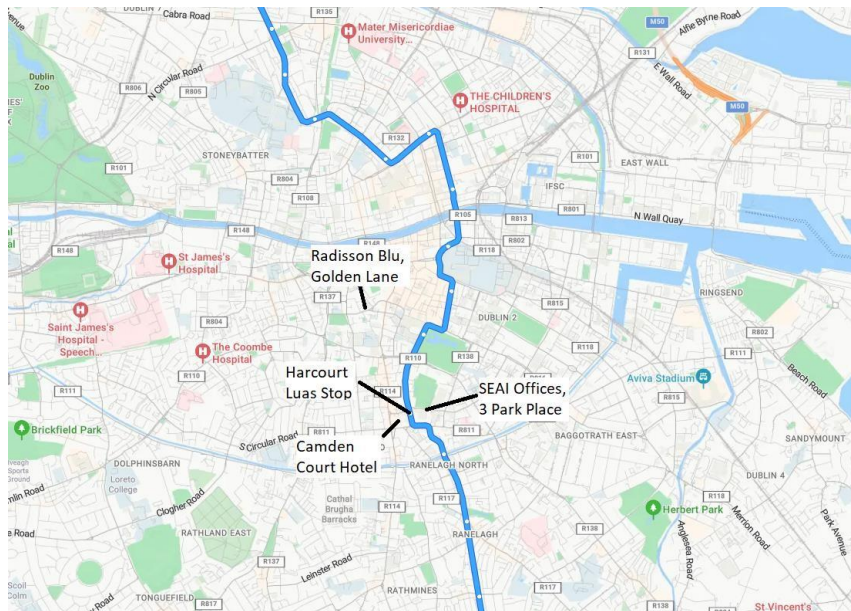 DUBLIN 7
Cabra Road
R135
Mater Misericordiae
University...
Alfie Byrne Road
M50
R131
E Wall Road
Dublin
Zoo
N Circular Road
R806
R805
THE CHILDREN'S
HOSPITAL
M50
R132
STONEYBATTER
R101
EAST WALL
R101
R804
R108
IFSC
R105
R813
R801
N Wall Quay
R148
R148
R148
R118
R802
R148
St James's
Hospital
Radisson Blu,
Golden Lane
R137
R815
RINGSEND
Saint James's
Hospital -
Speech...
R804
DUBLIN 2
R118
R802
The Coombe
Hospital
R110
R138
R111
R110
Harcourt
Luas Stop
R114
SEAI Offices,
3 Park Place
Aviva Stadium
Beach Road
R111
R815
Brickfield Park
S Circular Road
R811
R811
BAGGOTRATH EAST
SANDYMOUNT
Camden
Court Hotel
DOLPHINSBARN
RANELAGH NORTH
Loreto
College
DUBLIN 4
Clogher Road
Cathal
Brugha
Barracks
R114
R117
R118
Herbert Park
Merrion Road
Park Avenue
RATHLAND EAST
RANELAGH
R138
Anglesea Road
R137
Leinster Road
R117
RATHMINES
TONGUEFIELD
R817
R138
St Vincent's